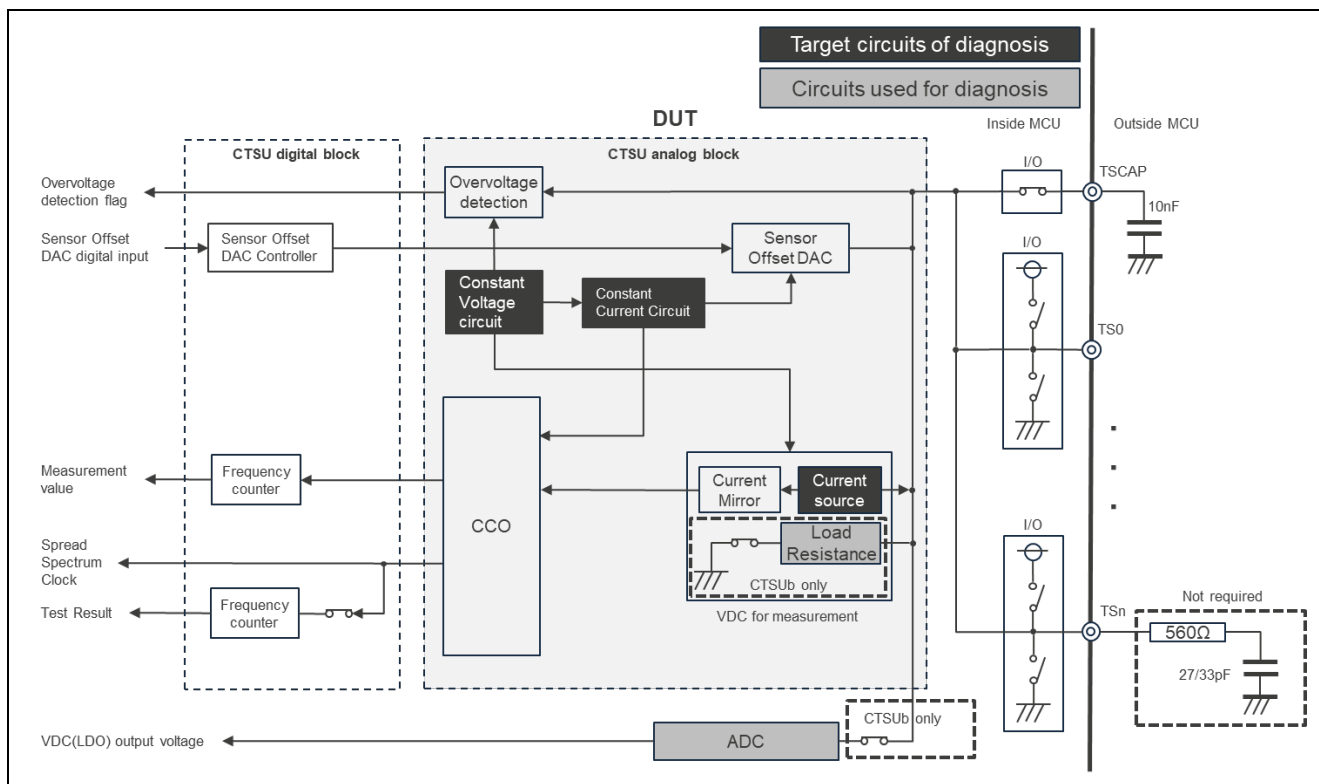 Target circuits of diagnosis
Circuits used for diagnosis
DUT
Inside MCU
Outside MCU
CTSU digital block
CTSU analog block
I/O
TSCAP
Overvoltage
detection flag
Overvoltage
detection
10nF
Sensor Offset
DAC digital input
Sensor Offset
DAC Controller
Sensor
Offset DAC
I/O
Constant
Voltage
circuit
Constant
Current Circuit
TS0
Measurement
value
Frequency
counter
CCO
Current
Mirror
Current
source
I/O
Load
Resistance
CTSUb only
VDC for measurement
Spread
Spectrum
Clock
Test Result
Frequency
counter
TSn
Not required
560Ω
27/33pF
CTSUb only
VDC(LDO) output voltage
ADC